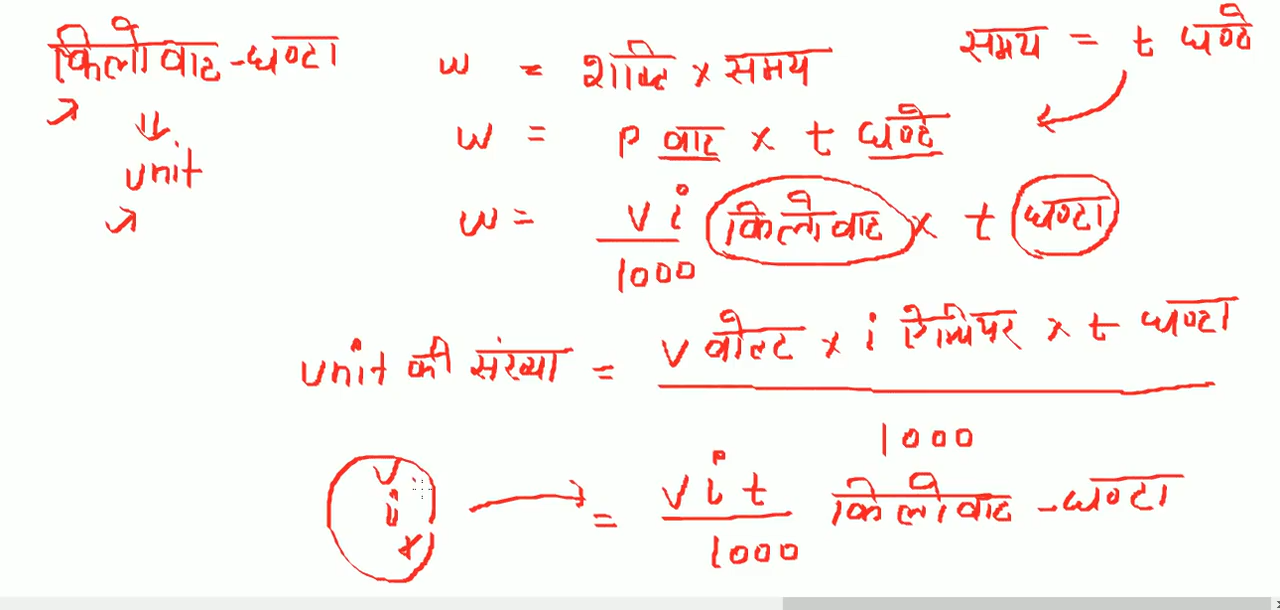 किलोवाट-घण्टा
unit
समय = t घण्टे
w = शक्ति × समय
w = P वाट × t घण्टे
w = vi/1000 किलोवाट × t घण्टा
unit की संख्या = v वोल्ट × i ऐम्पियर × t घण्टा / 1000
v
i
= vit/1000 किलोवाट-घण्टा